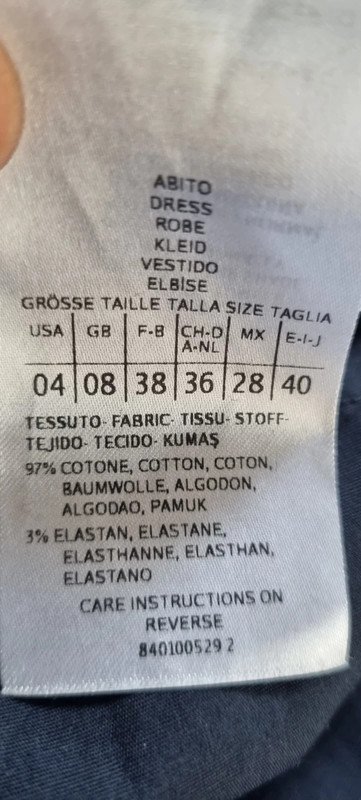 ABITO
DRESS
ROBE
KLEID
VESTIDO
ELBİSE
GRÖSSE TAILLE TALLA SIZE TAGLIA
USA GB F-B CH-D A-NL MX E-I-J
04 08 38 36 28 40
TESSUTO- FABRIC- TISSU- STOFF-
TEJIDO- TECIDO- KUMAŞ
97% COTONE, COTTON, COTON,
BAUMWOLLE, ALGODON,
ALGODAO, PAMUK
3% ELASTAN, ELASTANE,
ELASTHANNE, ELASTHAN,
ELASTANO
CARE INSTRUCTIONS ON
REVERSE
840100529 2